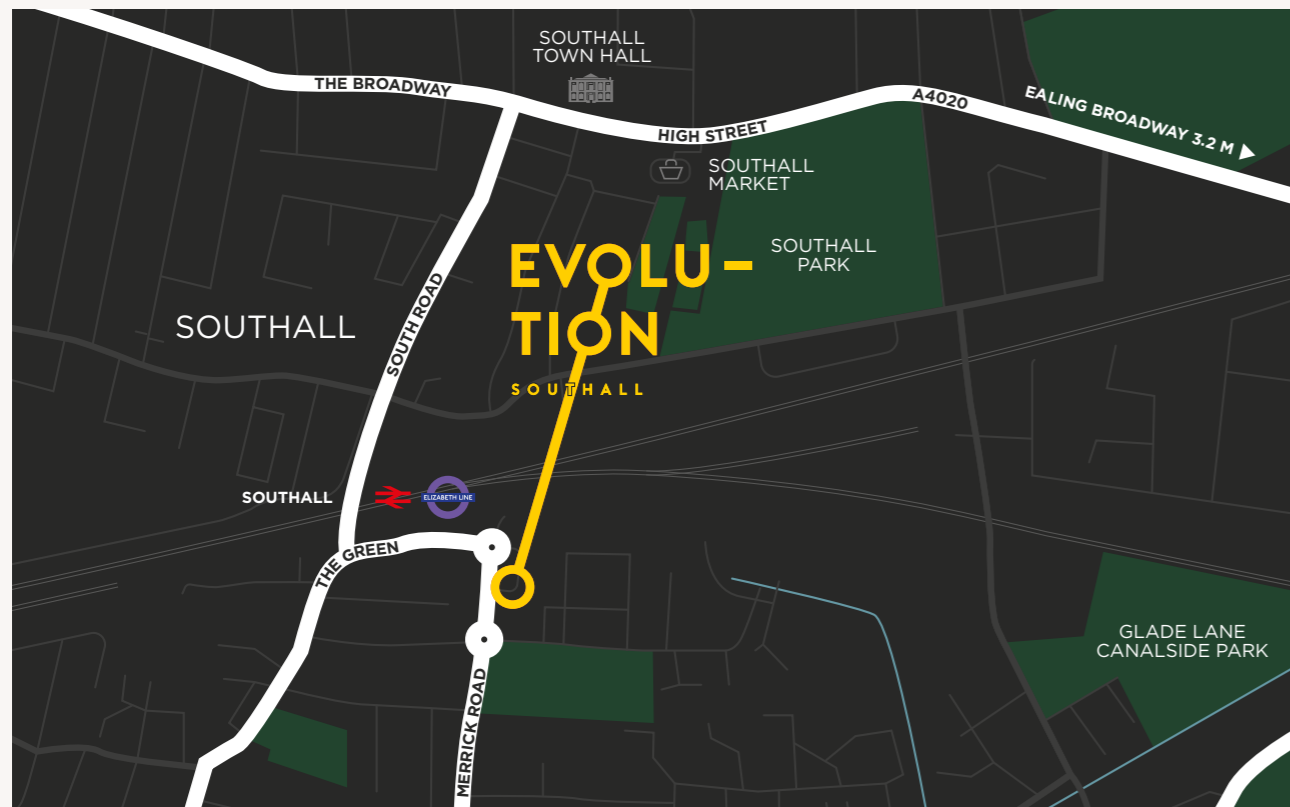 SOUTHALL
TOWN HALL
THE BROADWAY
A4020
EALING BROADWAY 3.2 M
HIGH STREET
SOUTHALL
MARKET
EVOLU–
TION
SOUTHALL
SOUTHALL
PARK
SOUTHALL
SOUTH ROAD
SOUTHALL
ELIZABETH LINE
THE GREEN
GLADE LANE
CANALSIDE PARK
MERRICK ROAD